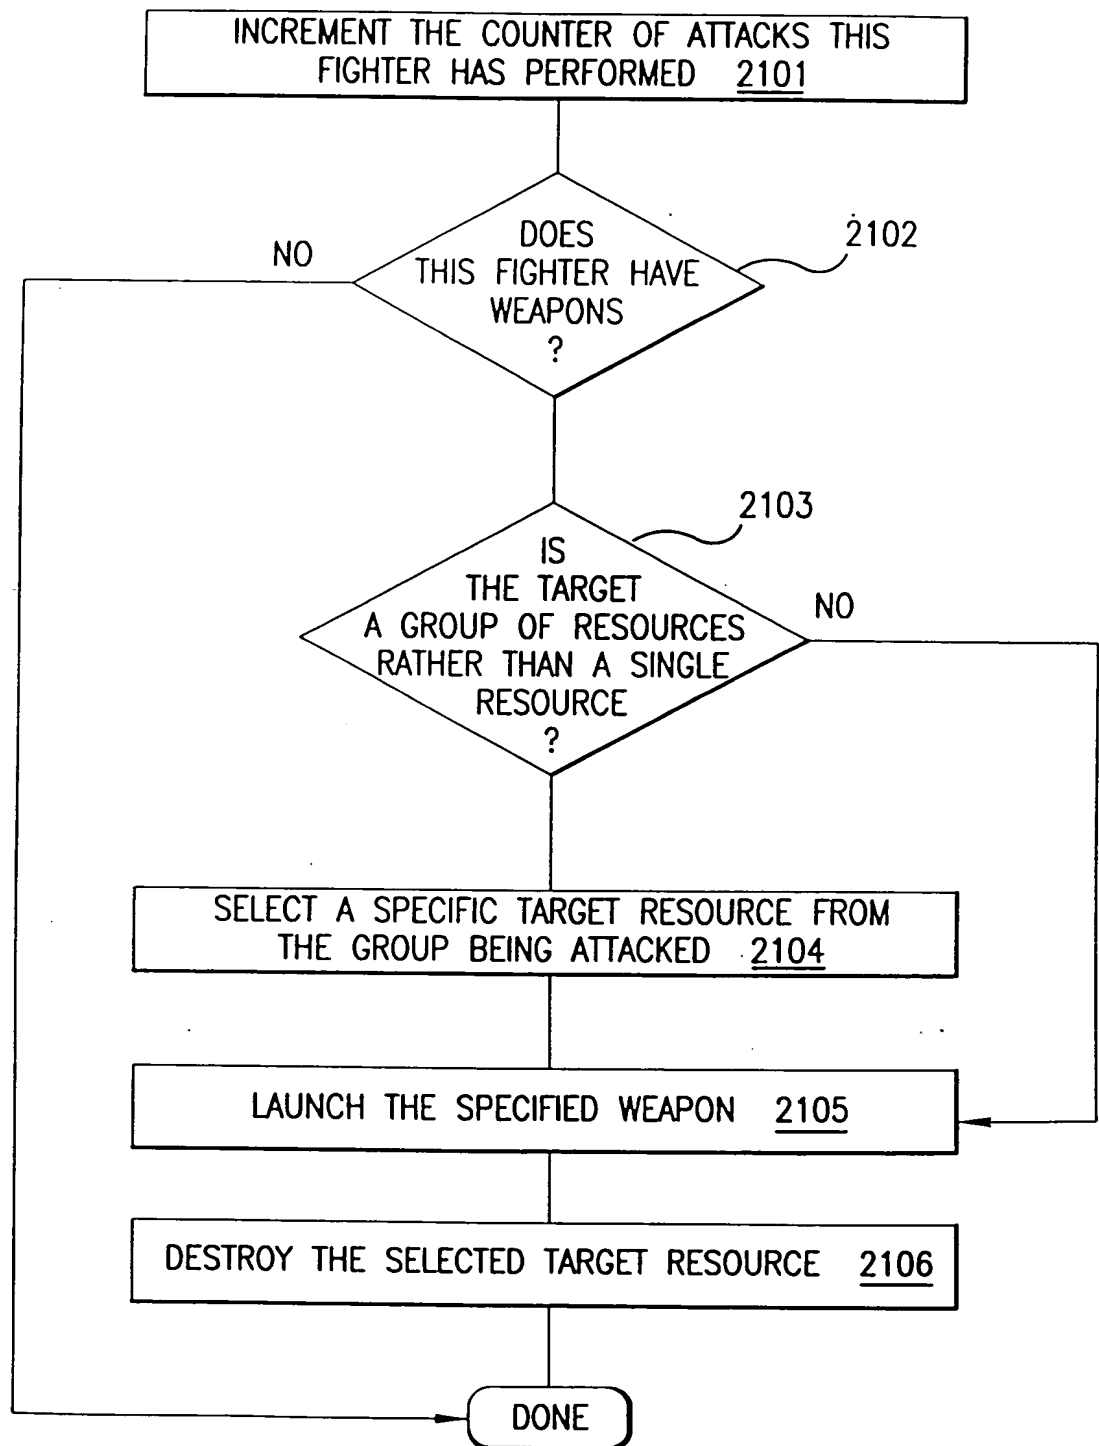 INCREMENT THE COUNTER OF ATTACKS THIS
FIGHTER HAS PERFORMED 2101
DOES
THIS FIGHTER HAVE
WEAPONS
?
2102
NO
2103
IS
THE TARGET
A GROUP OF RESOURCES
RATHER THAN A SINGLE
RESOURCE
?
NO
SELECT A SPECIFIC TARGET RESOURCE FROM
THE GROUP BEING ATTACKED 2104
LAUNCH THE SPECIFIED WEAPON 2105
DESTROY THE SELECTED TARGET RESOURCE 2106
DONE